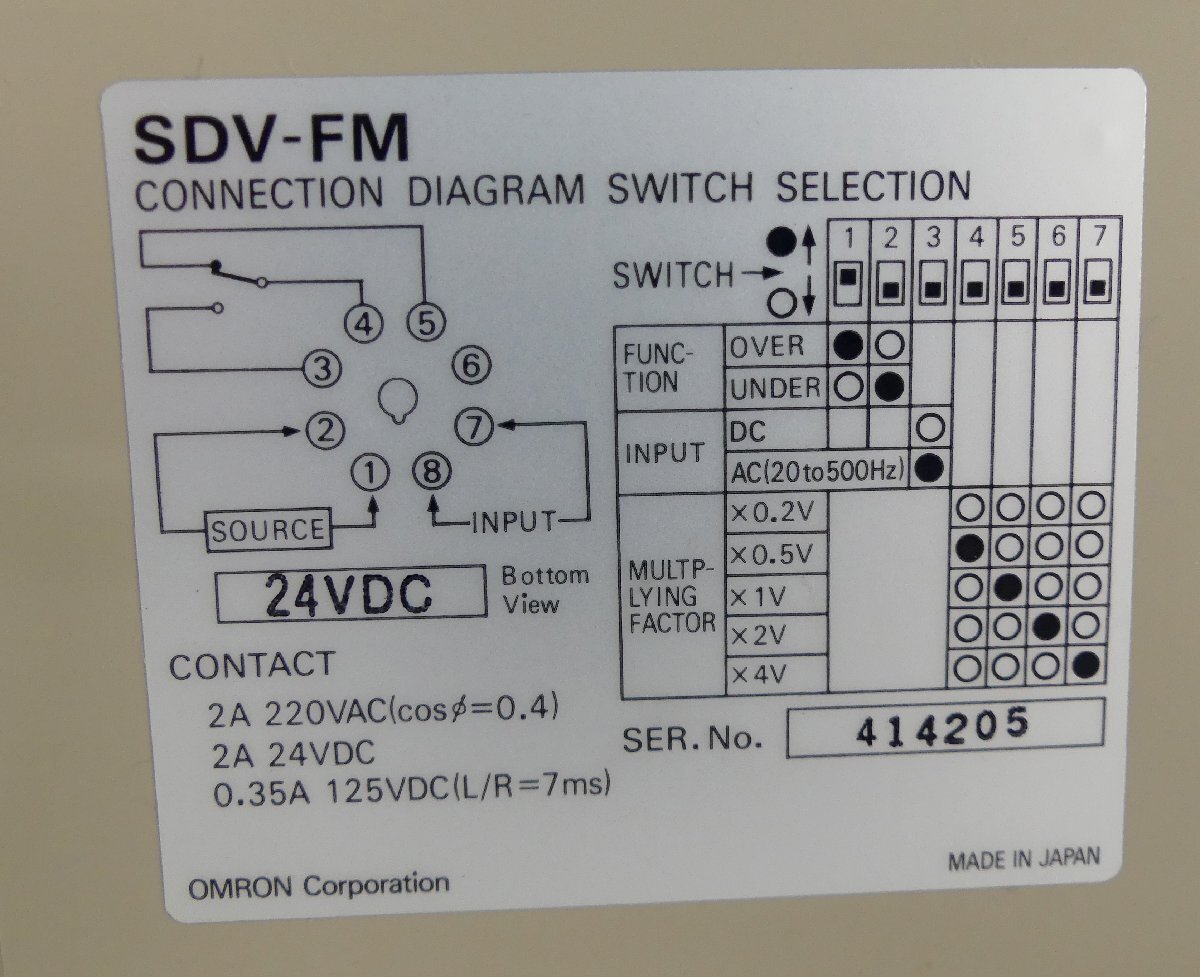 SDV-FM
CONNECTION DIAGRAM SWITCH SELECTION
④ ⑤
③ ⑥
② ⑦
① ⑧
SOURCE
INPUT
24VDC
Bottom
View
CONTACT
2A 220VAC(cosφ=0.4)
2A 24VDC
0.35A 125VDC(L/R=7ms)
OMRON Corporation
SWITCH
1 2 3 4 5 6 7
FUNC-
TION
OVER
UNDER
INPUT
DC
AC(20to500Hz)
MULTP-
LYING
FACTOR
×0.2V
×0.5V
×1V
×2V
×4V
SER.No. 414205
MADE IN JAPAN